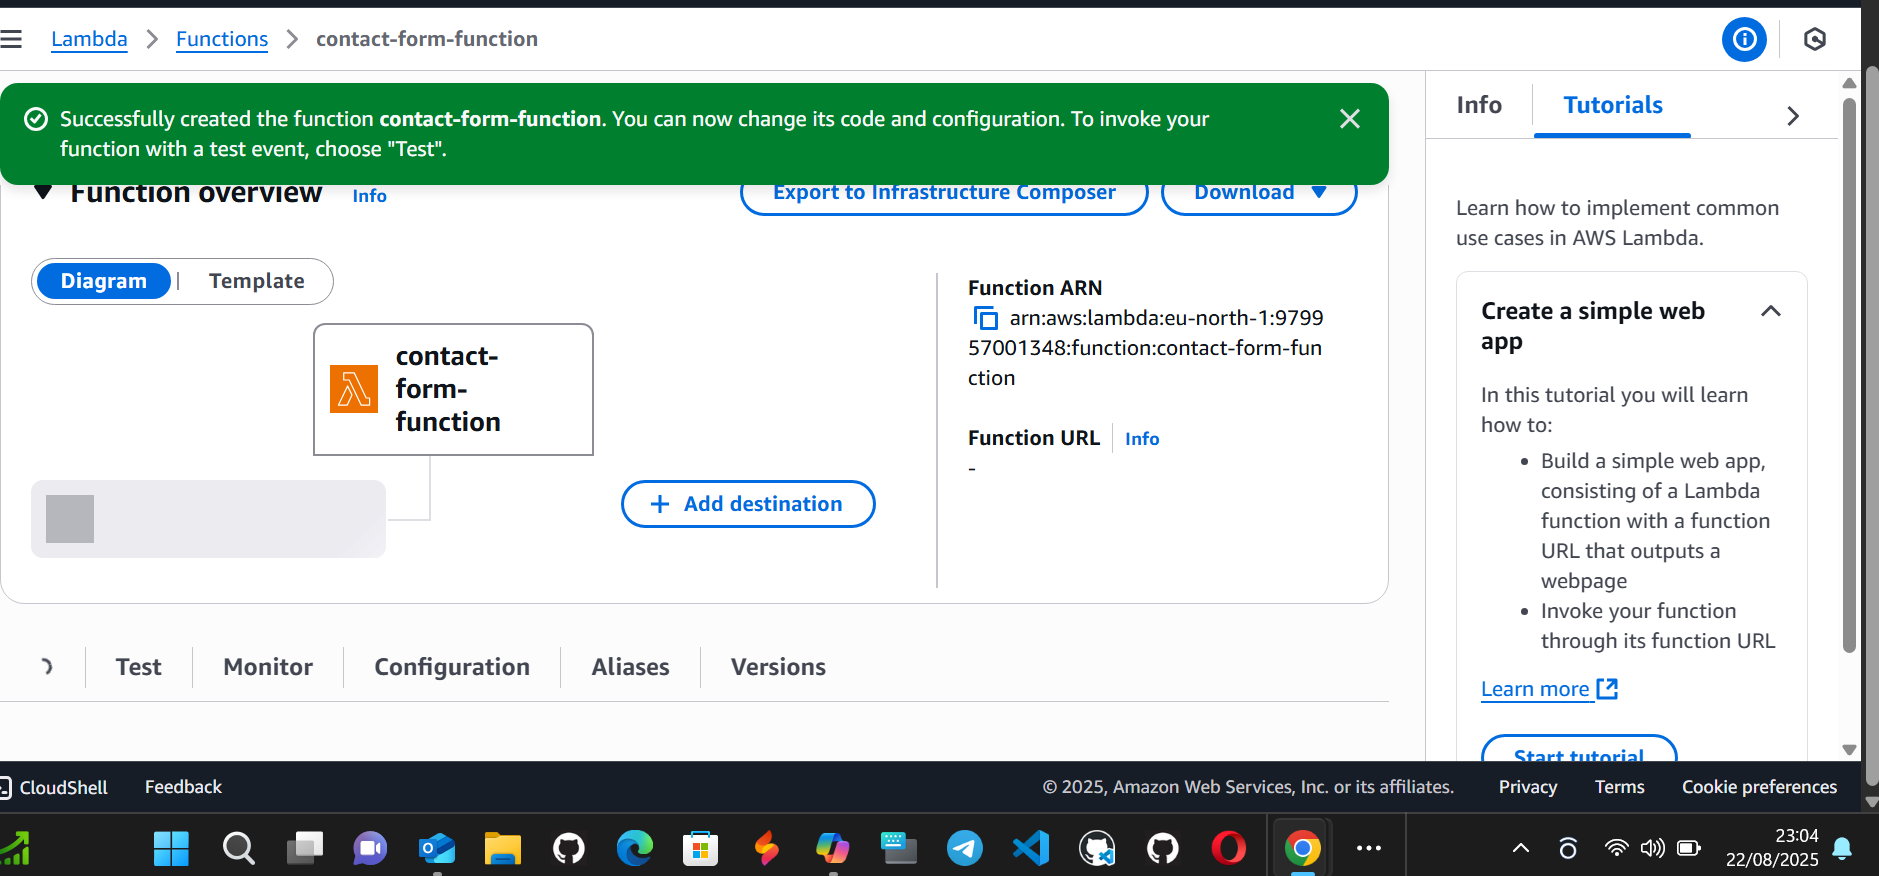 Lambda > Functions > contact-form-function
Successfully created the function contact-form-function. You can now change its code and configuration. To invoke your
function with a test event, choose "Test".
Function overview Info
Export to Infrastructure Composer
Download
Diagram | Template
contact-
form-
function
Add destination
Function ARN
arn:aws:lambda:eu-north-1:9799
57001348:function:contact-form-fun
ction
Function URL Info
-
Test
Monitor
Configuration
Aliases
Versions
Info
Tutorials
Learn how to implement common
use cases in AWS Lambda.
Create a simple web
app
In this tutorial you will learn
how to:
• Build a simple web app,
consisting of a Lambda
function with a function
URL that outputs a
webpage
• Invoke your function
through its function URL
Learn more
Start tutorial
CloudShell
Feedback
© 2025, Amazon Web Services, Inc. or its affiliates.
Privacy
Terms
Cookie preferences
23:04
22/08/2025